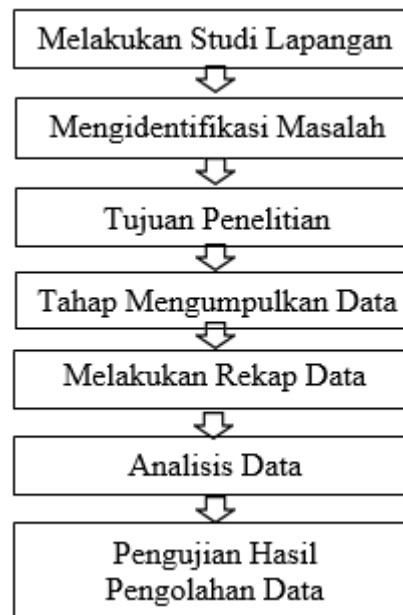 Melakukan Studi Lapangan
Mengidentifikasi Masalah
Tujuan Penelitian
Tahap Mengumpulkan Data
Melakukan Rekap Data
Analisis Data
Pengujian Hasil
Pengolahan Data